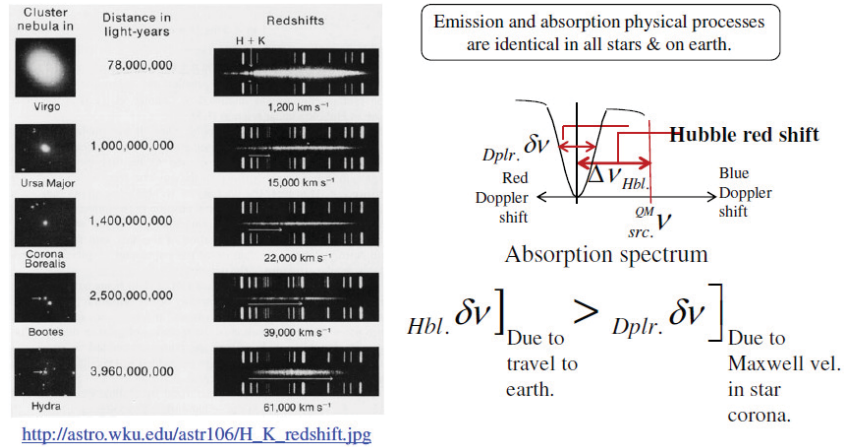 Cluster
nebula in
Distance in
light-years
Redshifts
H + K
78,000,000
Virgo
1,200 km s⁻¹
1,000,000,000
Ursa Major
15,000 km s⁻¹
1,400,000,000
Corona
Borealis
22,000 km s⁻¹
2,500,000,000
Bootes
39,000 km s⁻¹
3,960,000,000
Hydra
61,000 km s⁻¹
http://astro.wku.edu/astr106/H_K_redshift.jpg
Emission and absorption physical processes
are identical in all stars & on earth.
Dplr. δν
Hubble red shift
Δν Hbl.
Red
Doppler
shift
Blue
Doppler
shift
QM
src. ν
Absorption spectrum
Hbl. δν] > Dplr. δν]
Due to
travel to
earth.
Due to
Maxwell vel.
in star
corona.